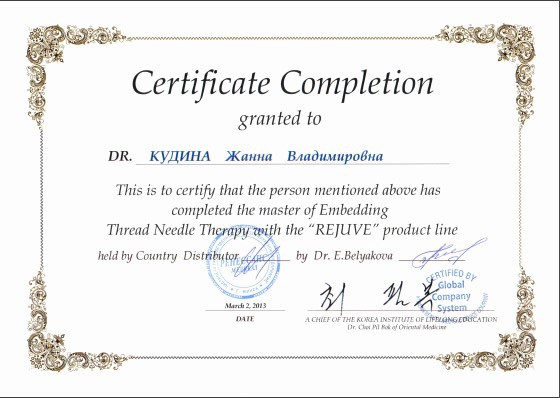 Certificate Completion
granted to
DR. КУДИНА Жанна Владимировна
This is to certify that the person mentioned above has
completed the master of Embedding
Thread Needle Therapy with the “REJUVE” product line
held by Country Distributor by Dr. E.Belyakova
CERTIFIED BY
Global
Company
System
March 2, 2013
DATE
A CHIEF OF THE KOREA INSTITUTE OF LIFELONG EDUCATION
Dr. Choi Pil Bok of Oriental Medicine